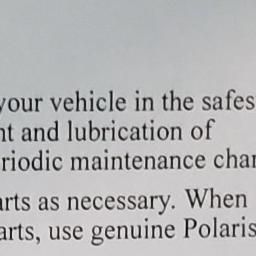 your vehicle in the safes
nt and lubrication of
riodic maintenance char
arts as necessary. When
arts, use genuine Polaris